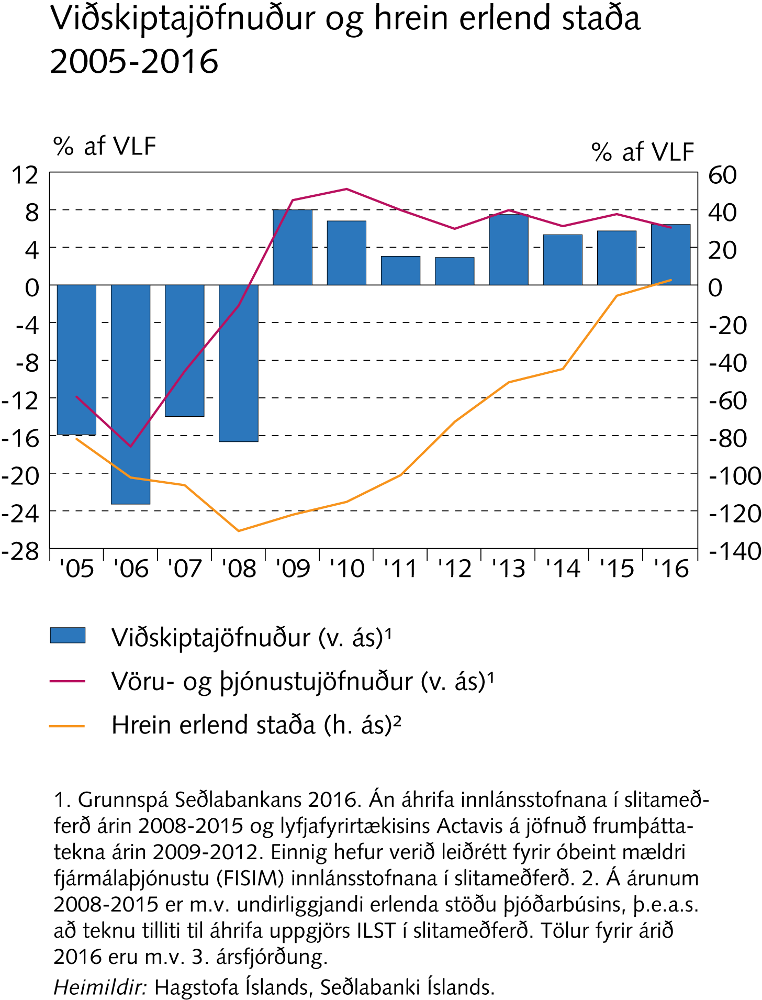 Viðskiptajöfnuður og hrein erlend staða
2005-2016
% af VLF
% af VLF
12
60
8
40
4
20
0
0
-4
-20
-8
-40
-12
-60
-16
-80
-20
-100
-24
-120
-28
-140
'05 '06 '07 '08 '09 '10 '11 '12 '13 '14 '15 '16
Viðskiptajöfnuður (v. ás)¹
Vöru- og þjónustujöfnuður (v. ás)¹
Hrein erlend staða (h. ás)²
1. Grunnspá Seðlabankans 2016. Án áhrifa innlánsstofnana í slitameð-
ferð árin 2008-2015 og lyfjafyrirtækisins Actavis á jöfnuð frumþátta-
tekna árin 2009-2012. Einnig hefur verið leiðrétt fyrir óbeint mældri
fjármálaþjónustu (FISIM) innlánsstofnana í slitameðferð. 2. Á árunum
2008-2015 er m.v. undirliggjandi erlenda stöðu þjóðarbúsins, þ.e.a.s.
að teknu tilliti til áhrifa uppgjörs ILST í slitameðferð. Tölur fyrir árið
2016 eru m.v. 3. ársfjórðung.
Heimildir: Hagstofa Íslands, Seðlabanki Íslands.